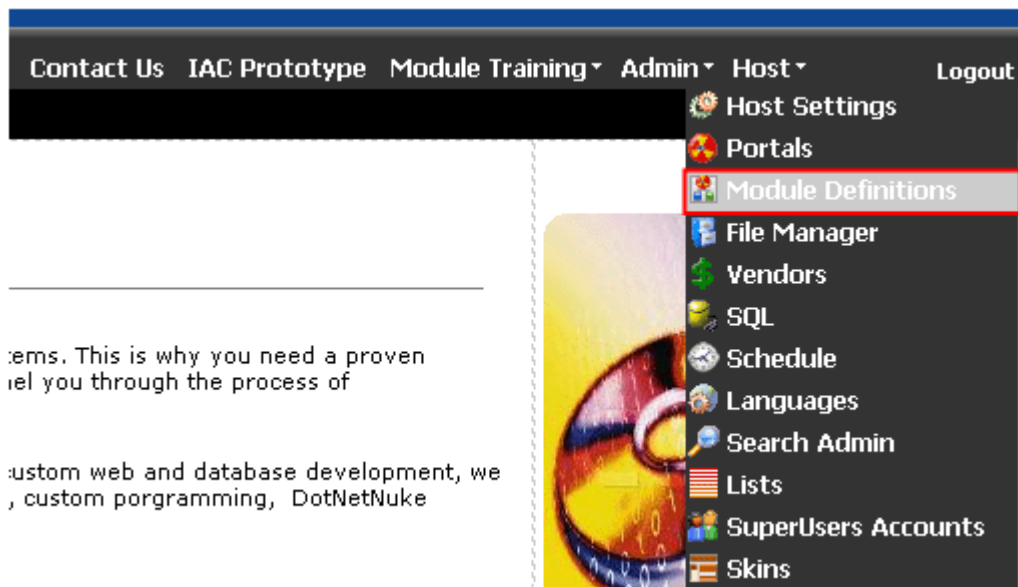 Contact Us IAC Prototype Module Training Admin Host Logout
Host Settings
Portals
Module Definitions
File Manager
Vendors
SQL
Schedule
Languages
Search Admin
Lists
SuperUsers Accounts
Skins
This is why you need a proven
you through the process of
custom web and database development, we
, custom porgramming, DotNetNuke